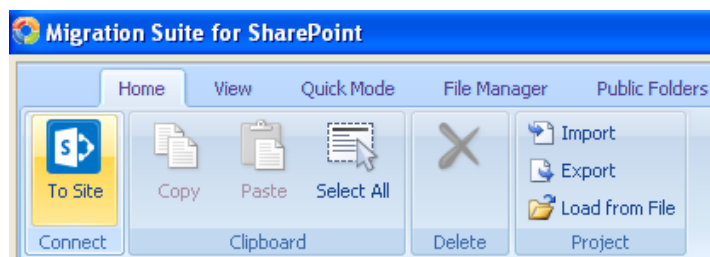 Migration Suite for SharePoint
Home View Quick Mode File Manager Public Folders
To Site Copy Paste Select All Import
Export
Load from File
Connect Clipboard Delete Project